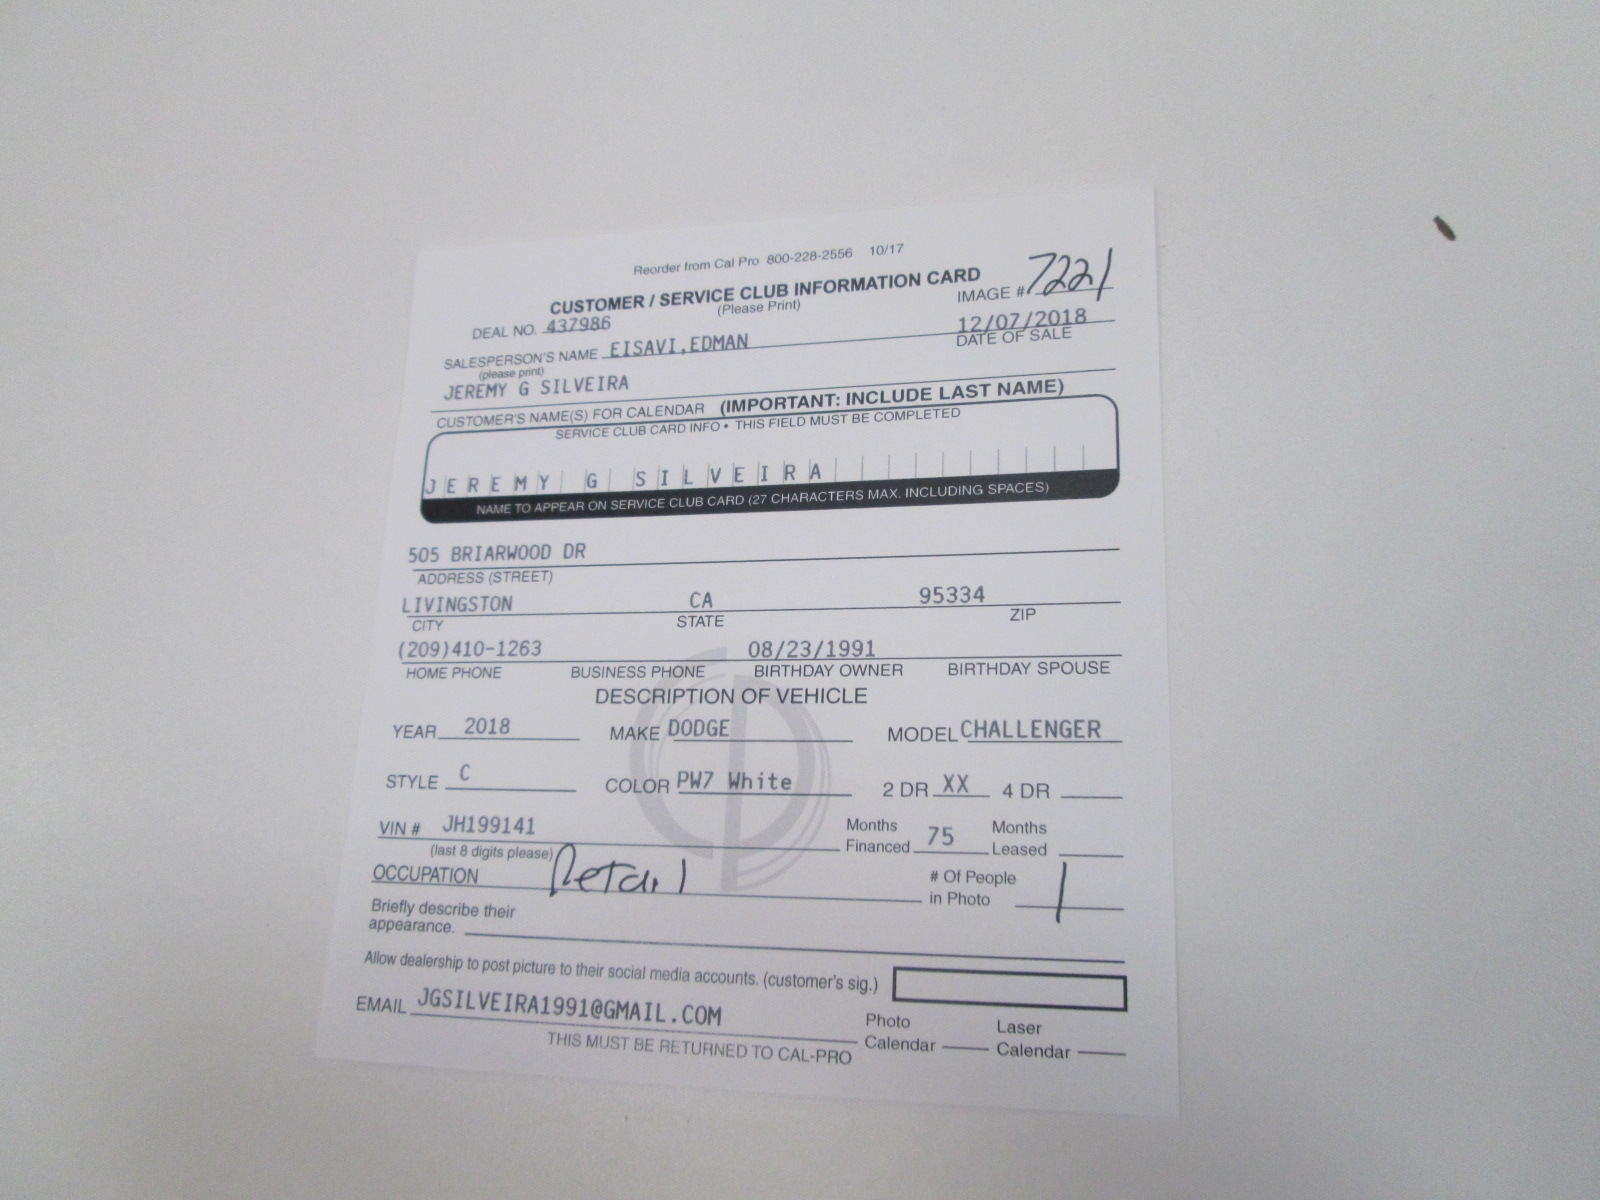 Reorder from Cal Pro 800-228-2556 10/17
CUSTOMER / SERVICE CLUB INFORMATION CARD
(Please Print)
IMAGE # 7221
DEAL NO. 437986
12/07/2018
SALESPERSON'S NAME EISAVI,EDMAN
DATE OF SALE
(please print)
JEREMY G SILVEIRA
CUSTOMER'S NAME(S) FOR CALENDAR (IMPORTANT: INCLUDE LAST NAME)
SERVICE CLUB CARD INFO • THIS FIELD MUST BE COMPLETED
JEREMY G SILVEIRA
NAME TO APPEAR ON SERVICE CLUB CARD (27 CHARACTERS MAX. INCLUDING SPACES)
505 BRIARWOOD DR
ADDRESS (STREET)
LIVINGSTON CA 95334
CITY STATE ZIP
(209)410-1263 08/23/1991
HOME PHONE BUSINESS PHONE BIRTHDAY OWNER BIRTHDAY SPOUSE
DESCRIPTION OF VEHICLE
YEAR 2018 MAKE DODGE MODEL CHALLENGER
STYLE C COLOR PW7 White 2 DR XX 4 DR
VIN # JH199141 Months Financed 75 Months Leased
(last 8 digits please)
OCCUPATION Retail # Of People in Photo 1
Briefly describe their
appearance.
Allow dealership to post picture to their social media accounts. (customer's sig.)
EMAIL JGSILVEIRA1991@GMAIL.COM Photo Calendar Laser Calendar
THIS MUST BE RETURNED TO CAL-PRO